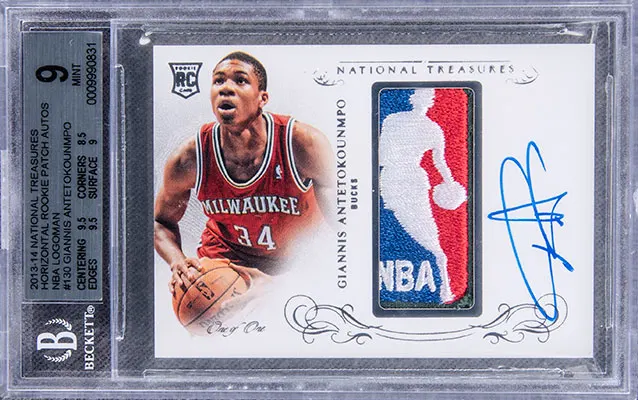 2013-14 NATIONAL TREASURES
HORIZONTAL ROOKIE PATCH AUTOS
NBA LOGOMAN
#130 GIANNIS ANTETOKOUNMPO
CENTERING 9.5 CORNERS 8.5
EDGES 9.5 SURFACE 9
9
MINT
00099908831
B
BECKETT
ROOKIE
RC
CARD
NATIONAL TREASURES
GIANNIS ANTETOKOUNMPO
BUCKS
MILWAUKEE
34
NBA
One of One